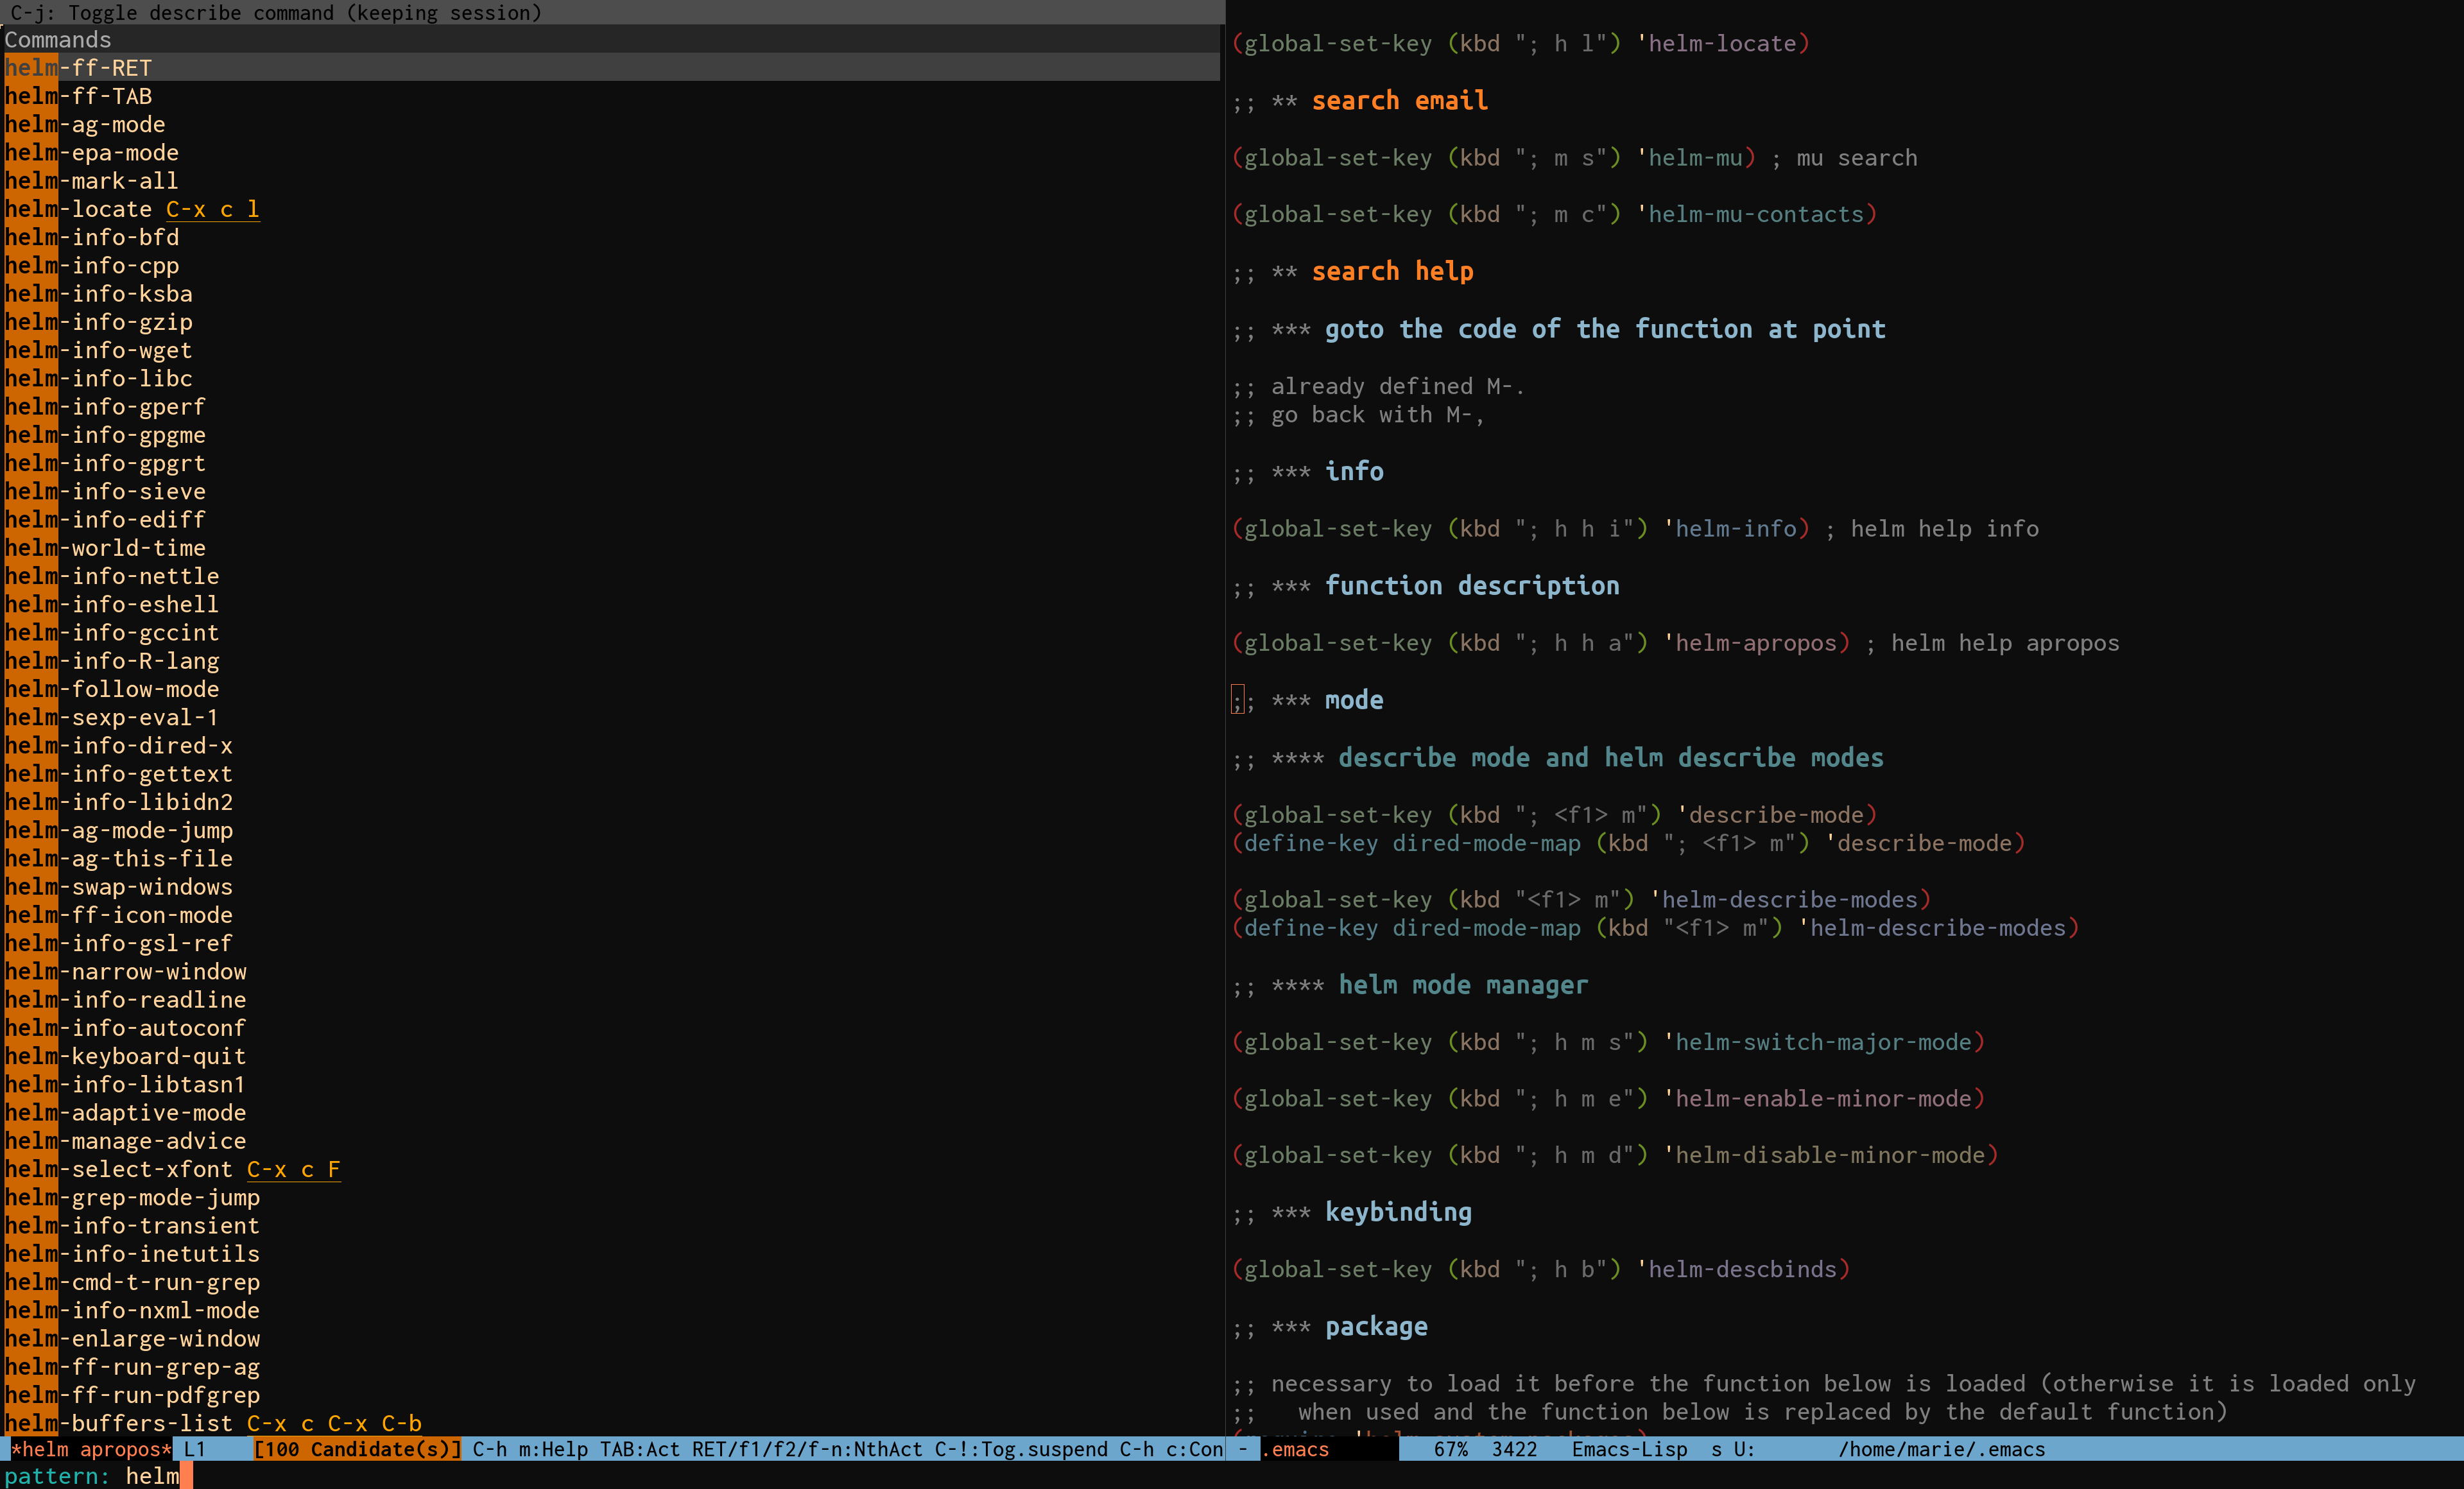 C-j: Toggle describe command (keeping session)
Commands
helm-ff-RET
helm-ff-TAB
helm-ag-mode
helm-epa-mode
helm-mark-all
helm-locate C-x c l
helm-info-bfd
helm-info-cpp
helm-info-ksba
helm-info-gzip
helm-info-wget
helm-info-libc
helm-info-gperf
helm-info-gpgme
helm-info-gpgrt
helm-info-sieve
helm-info-ediff
helm-world-time
helm-info-nettle
helm-info-eshell
helm-info-gccint
helm-info-R-lang
helm-follow-mode
helm-sexp-eval-1
helm-info-dired-x
helm-info-gettext
helm-info-libidn2
helm-ag-mode-jump
helm-ag-this-file
helm-swap-windows
helm-ff-icon-mode
helm-info-gsl-ref
helm-narrow-window
helm-info-readline
helm-info-autoconf
helm-keyboard-quit
helm-info-libtasn1
helm-adaptive-mode
helm-manage-advice
helm-select-xfont C-x c F
helm-grep-mode-jump
helm-info-transient
helm-info-inetutils
helm-cmd-t-run-grep
helm-info-nxml-mode
helm-enlarge-window
helm-ff-run-grep-ag
helm-ff-run-pdfgrep
helm-buffers-list C-x c C-x C-b
*helm apropos* L1 [100 Candidate(s)] C-h m:Help TAB:Act RET/f1/f2/f-n:NthAct C-!:Tog.suspend C-h c:Con
pattern: helm
(global-set-key (kbd "; h l") 'helm-locate)
;; ** search email
(global-set-key (kbd "; m s") 'helm-mu) ; mu search
(global-set-key (kbd "; m c") 'helm-mu-contacts)
;; ** search help
;; *** goto the code of the function at point
;; already defined M-.
;; go back with M-,
;; *** info
(global-set-key (kbd "; h h i") 'helm-info) ; helm help info
;; *** function description
(global-set-key (kbd "; h h a") 'helm-apropos) ; helm help apropos
;; *** mode
;; **** describe mode and helm describe modes
(global-set-key (kbd "; <f1> m") 'describe-mode)
(define-key dired-mode-map (kbd "; <f1> m") 'describe-mode)
(global-set-key (kbd "<f1> m") 'helm-describe-modes)
(define-key dired-mode-map (kbd "<f1> m") 'helm-describe-modes)
;; **** helm mode manager
(global-set-key (kbd "; h m s") 'helm-switch-major-mode)
(global-set-key (kbd "; h m e") 'helm-enable-minor-mode)
(global-set-key (kbd "; h m d") 'helm-disable-minor-mode)
;; *** keybinding
(global-set-key (kbd "; h b") 'helm-descbinds)
;; *** package
;; necessary to load it before the function below is loaded (otherwise it is loaded only
;;   when used and the function below is replaced by the default function)
- .emacs 67% 3422 Emacs-Lisp s U: /home/marie/.emacs